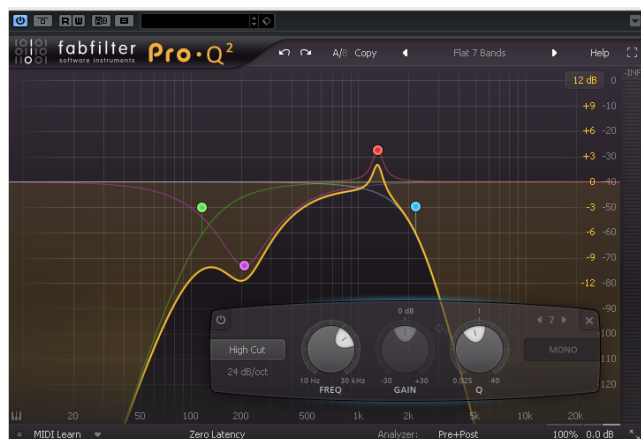 R W
fabfilter
software instruments
Pro·Q²
A/B Copy
Flat 7 Bands
Help
-INF
12 dB 0
+9 -10
+6 -20
+3 -30
0 -40
-3 -50
-6 -60
-9 -70
-12 -80
-90
-100
-110
-120
0 dB
1
7
High Cut
24 dB/oct
MONO
10 Hz 30 kHz
-30 +30
0.025 40
FREQ
GAIN
Q
20 50 100 200 500 1k 2k 5k 10k 20k
MIDI Learn
Zero Latency
Analyzer: Pre+Post
100% 0.0 dB